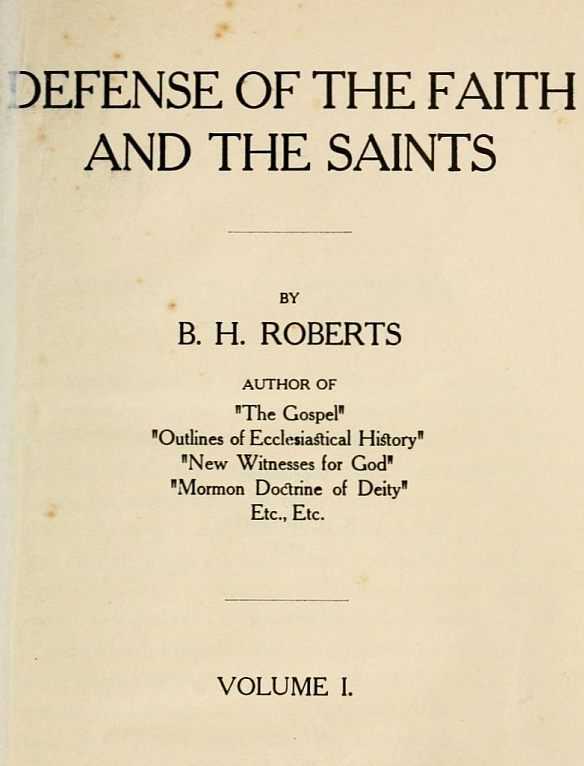 DEFENSE OF THE FAITH
AND THE SAINTS
BY
B. H. ROBERTS
AUTHOR OF
"The Gospel"
"Outlines of Ecclesiastical History"
"New Witnesses for God"
"Mormon Doctrine of Deity"
Etc., Etc.
VOLUME I.